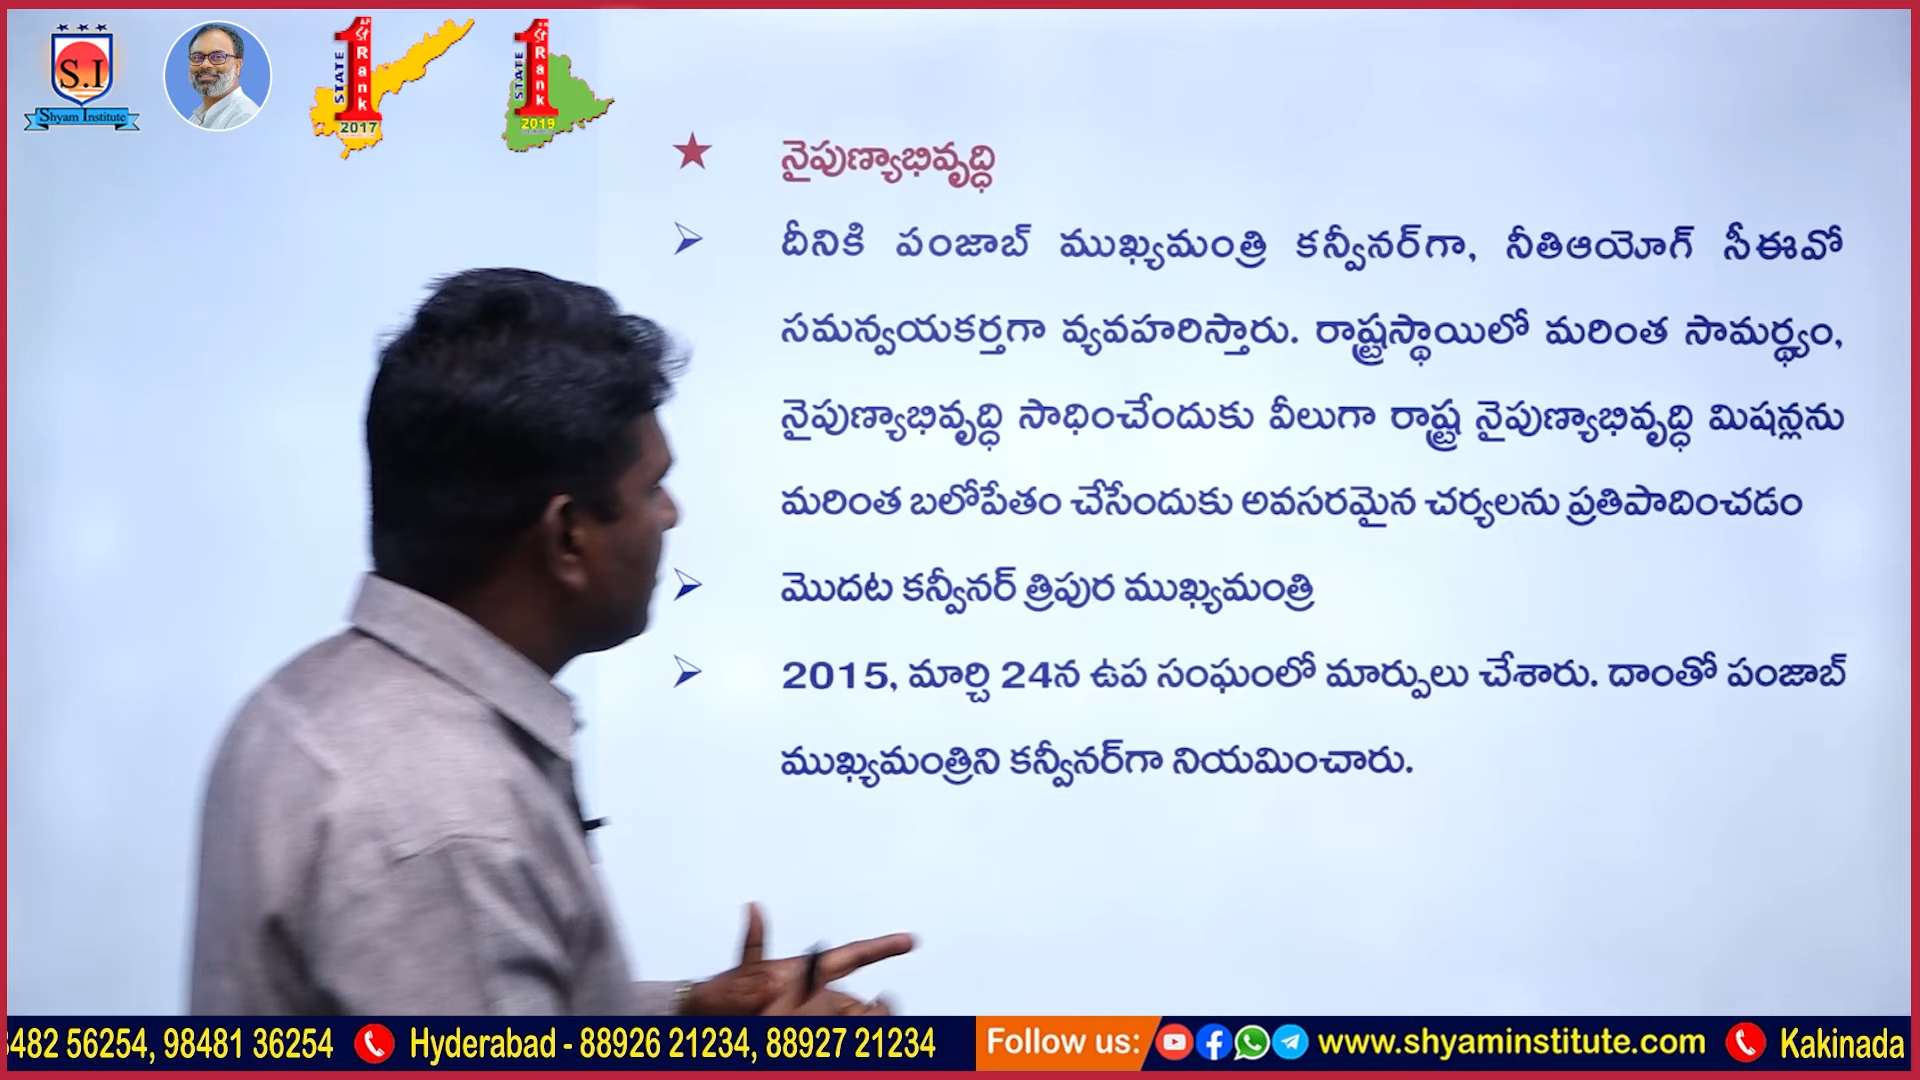 S.I
Shyam Institute
STATE
1st Rank
2017
STATE
1st Rank
2019
నైపుణ్యాభివృద్ధి
దీనికి పంజాబ్ ముఖ్యమంత్రి కన్వీనర్‌గా, నీతిఆయోగ్ సీఈవో
సమన్వయకర్తగా వ్యవహరిస్తారు. రాష్ట్రస్థాయిలో మరింత సామర్థ్యం,
నైపుణ్యాభివృద్ధి సాధించేందుకు వీలుగా రాష్ట్ర నైపుణ్యాభివృద్ధి మిషన్లను
మరింత బలోపేతం చేసేందుకు అవసరమైన చర్యలను ప్రతిపాదించడం
మొదట కన్వీనర్ త్రిపుర ముఖ్యమంత్రి
2015, మార్చి 24న ఉప సంఘంలో మార్పులు చేశారు. దాంతో పంజాబ్
ముఖ్యమంత్రిని కన్వీనర్‌గా నియమించారు.
482 56254, 98481 36254 Hyderabad - 88926 21234, 88927 21234 Follow us: www.shyaminstitute.com Kakinada